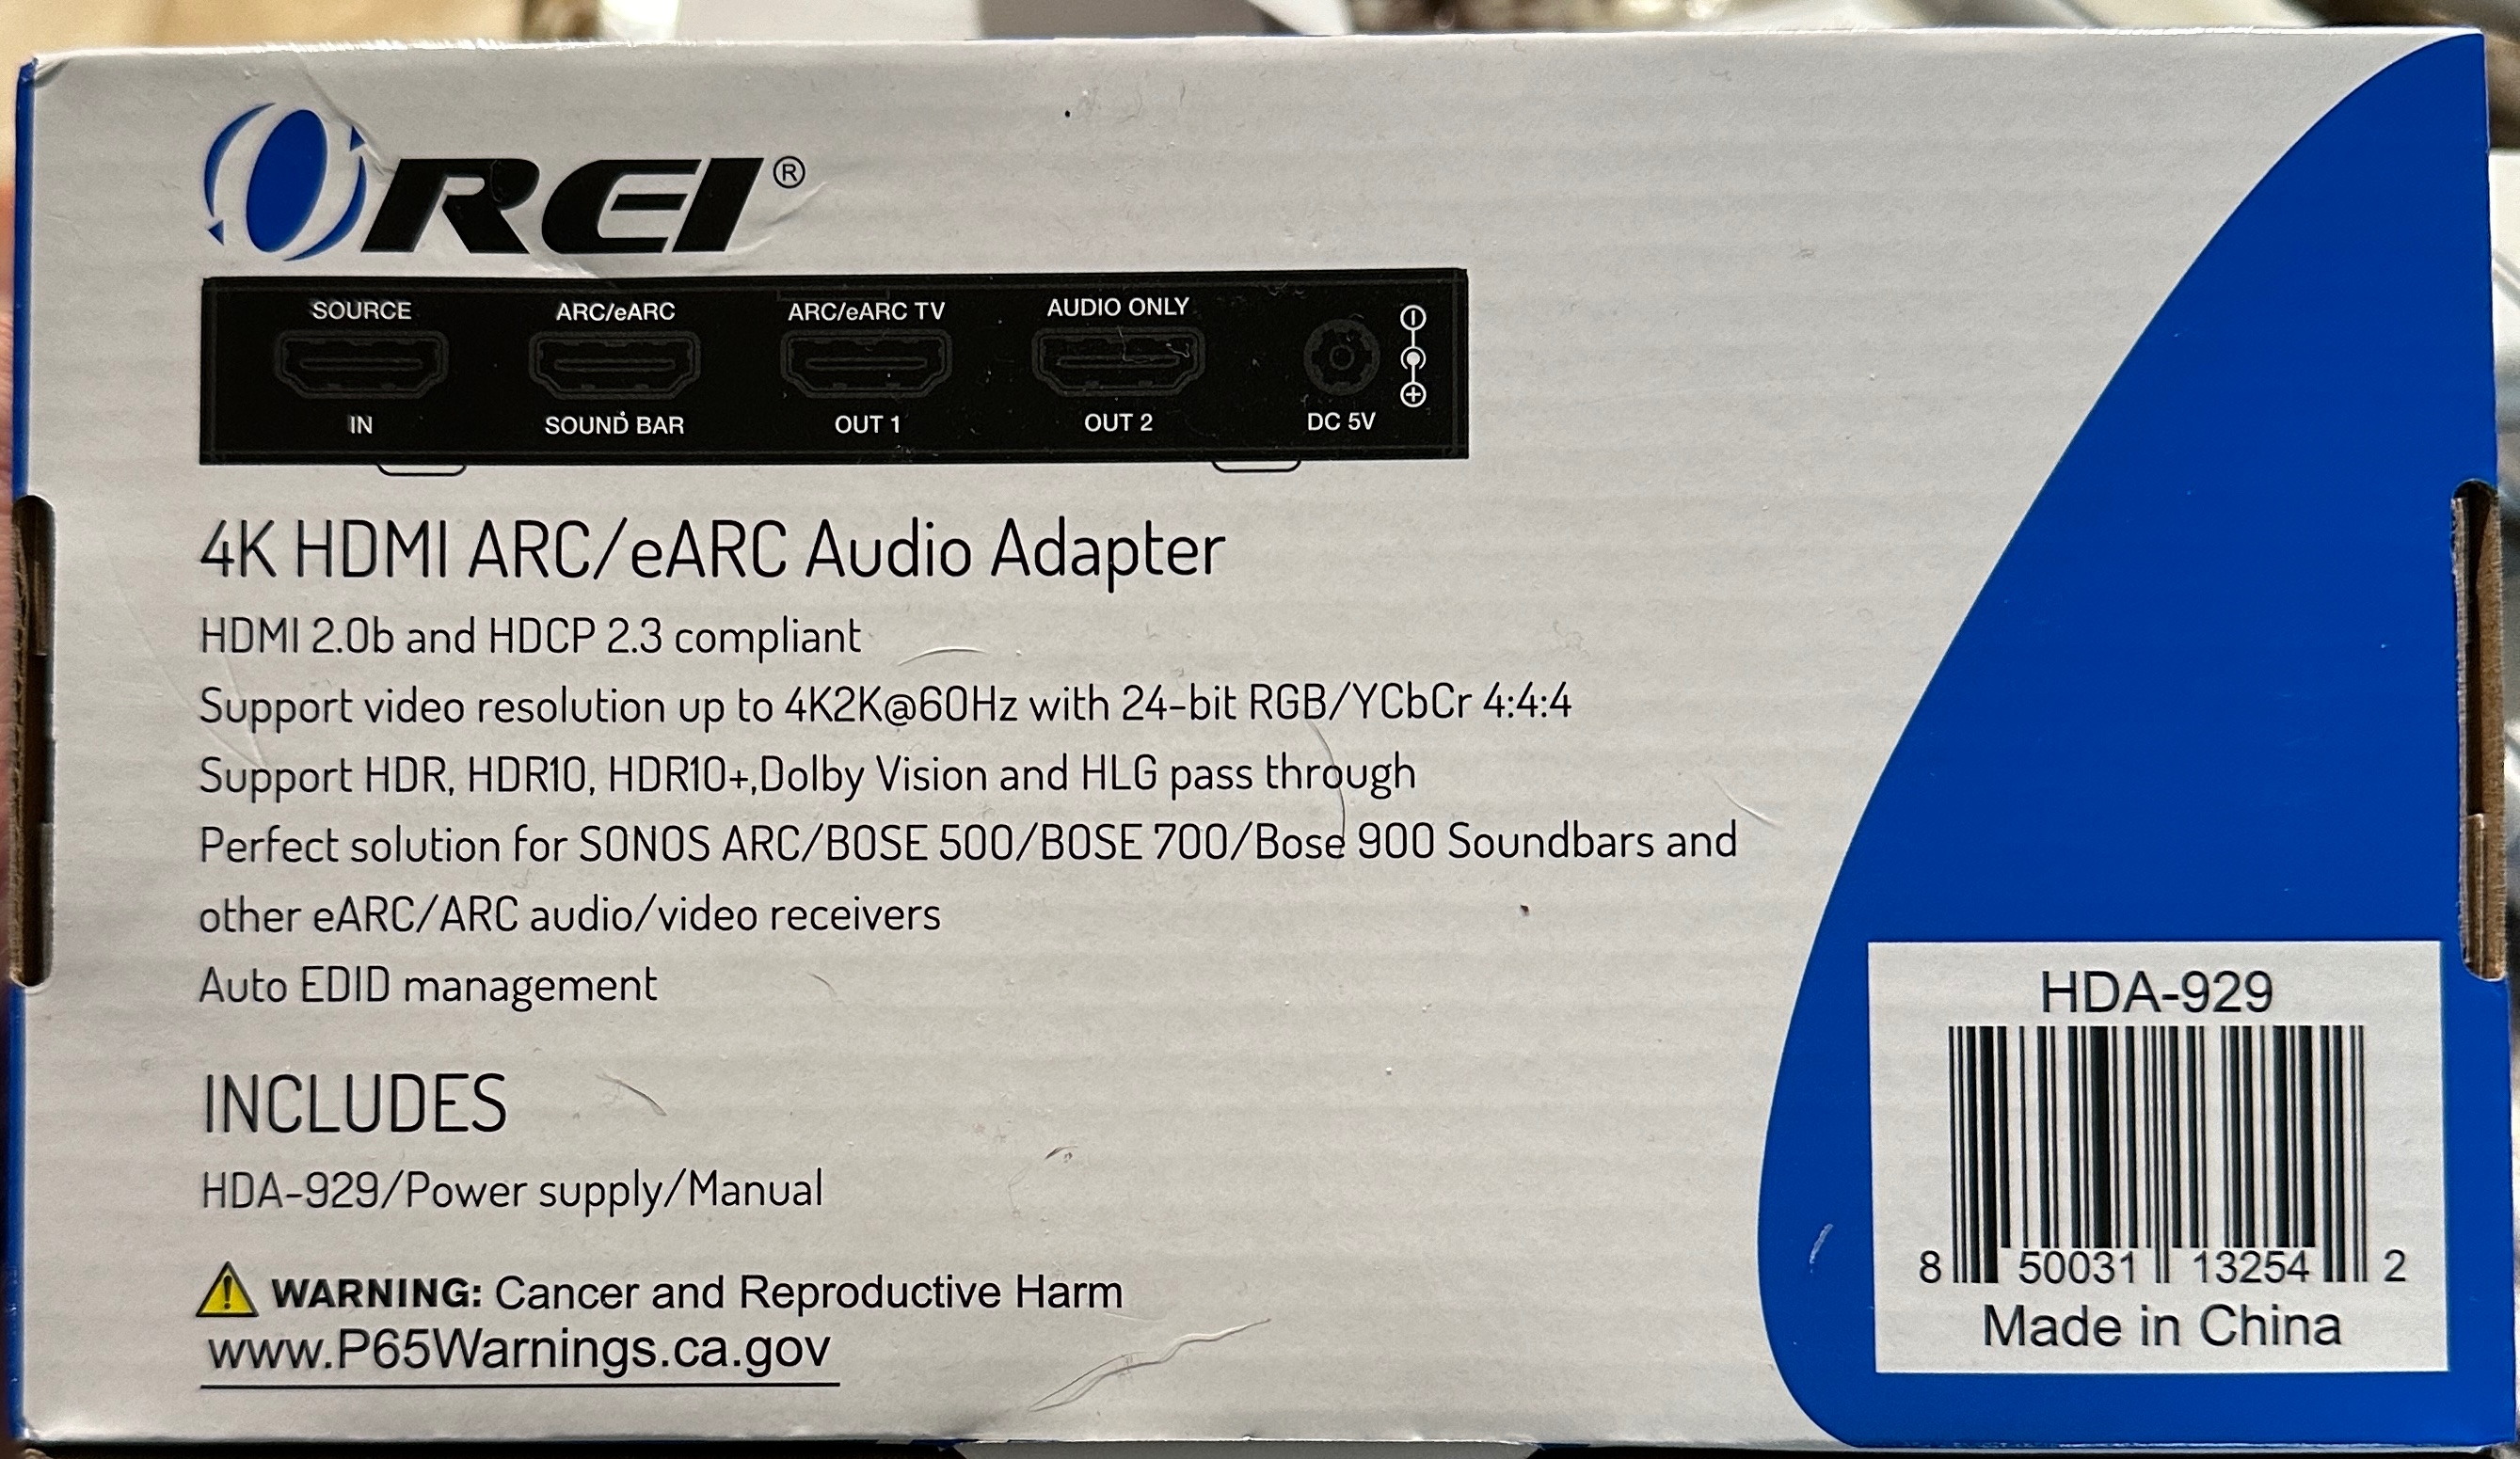 OREI®
SOURCE ARC/eARC ARC/eARC TV AUDIO ONLY
IN SOUND BAR OUT 1 OUT 2 DC 5V
4K HDMI ARC/eARC Audio Adapter
HDMI 2.0b and HDCP 2.3 compliant
Support video resolution up to 4K2K@60Hz with 24-bit RGB/YCbCr 4:4:4
Support HDR, HDR10, HDR10+,Dolby Vision and HLG pass through
Perfect solution for SONOS ARC/BOSE 500/BOSE 700/Bose 900 Soundbars and
other eARC/ARC audio/video receivers
Auto EDID management
INCLUDES
HDA-929/Power supply/Manual
WARNING: Cancer and Reproductive Harm
www.P65Warnings.ca.gov
HDA-929
8 50031 13254 2
Made in China